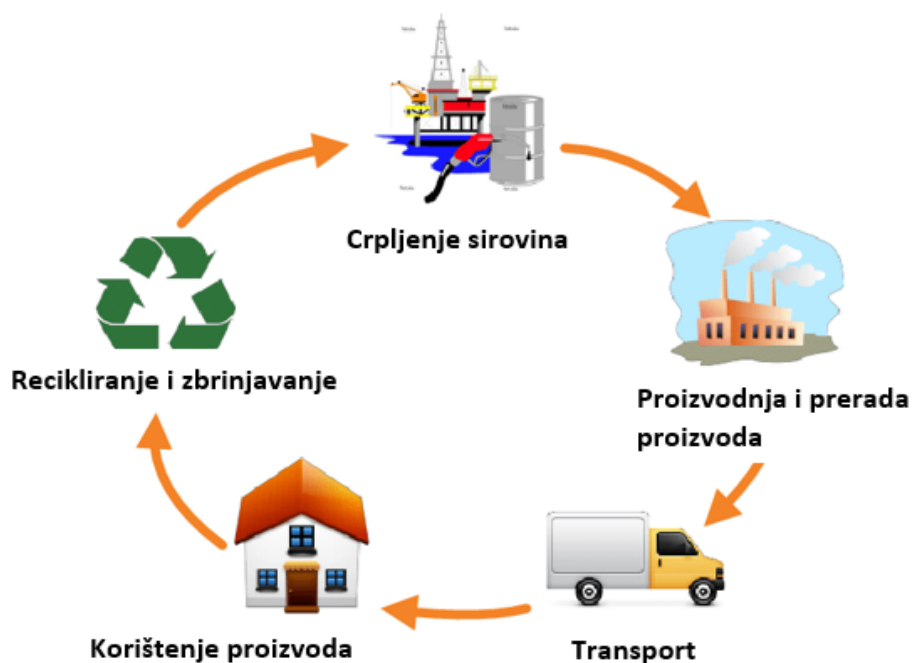 Crpljenje sirovina
Proizvodnja i prerada
proizvoda
Transport
Korištenje proizvoda
Recikliranje i zbrinjavanje